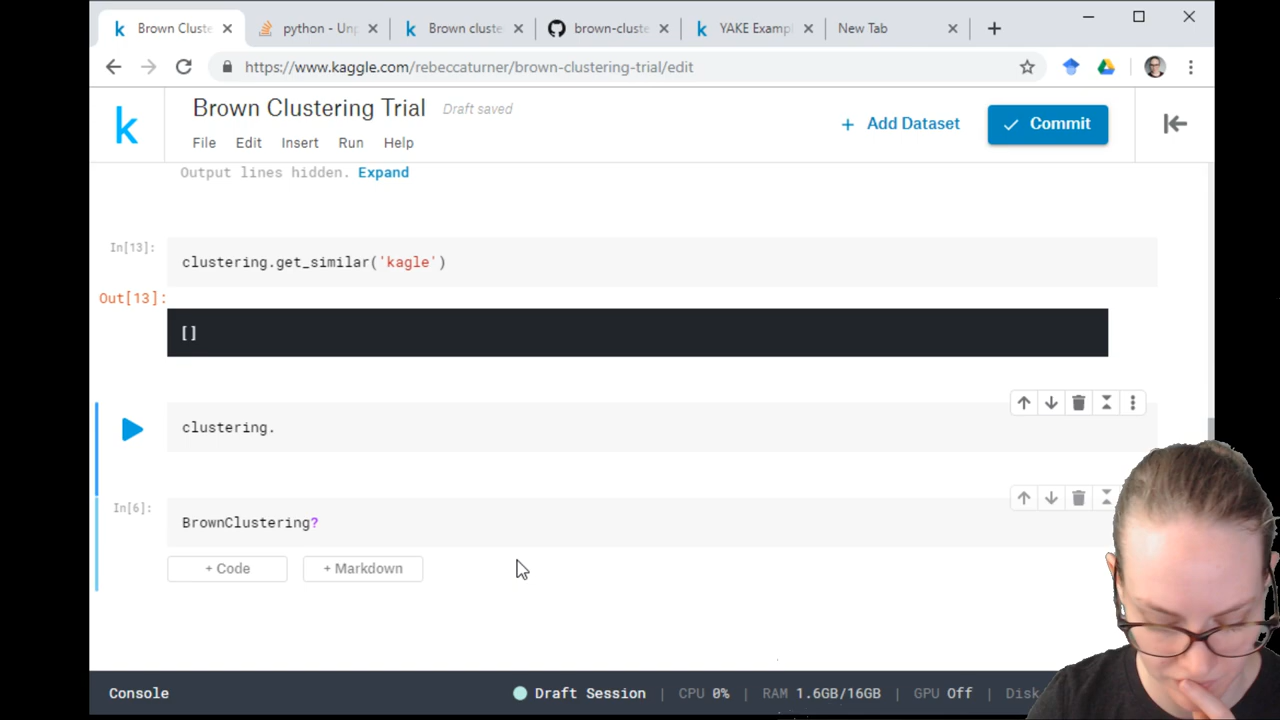 Brown Cluste
python - Unp
Brown cluste
brown-cluste
YAKE Exampl
New Tab
https://www.kaggle.com/rebeccaturner/brown-clustering-trial/edit
k
Brown Clustering Trial
Draft saved
+ Add Dataset
Commit
File
Edit
Insert
Run
Help
Output lines hidden. Expand
In[13]:
clustering.get_similar('kagle')
Out[13]:
[]
clustering.
In[6]:
BrownClustering?
+ Code
+ Markdown
Console
Draft Session | CPU 0% | RAM 1.6GB/16GB | GPU Off | Disk